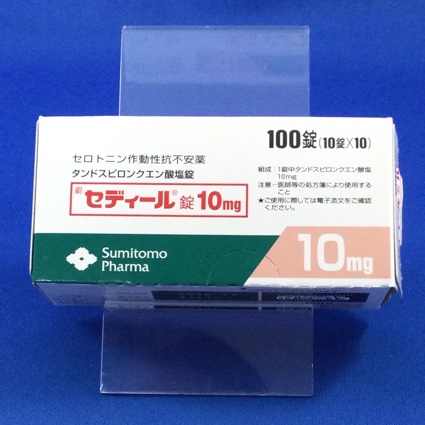 100錠(10錠×10)
セロトニン作動性抗不安薬
タンドスピロンクエン酸塩錠
劇 セディール®錠10mg
組成:1錠中タンドスピロンクエン酸塩
10mg
注意-医師等の処方箋により使用する
こと
★ご使用に際しては電子添文をご確認
ください。
Sumitomo
Pharma
10mg